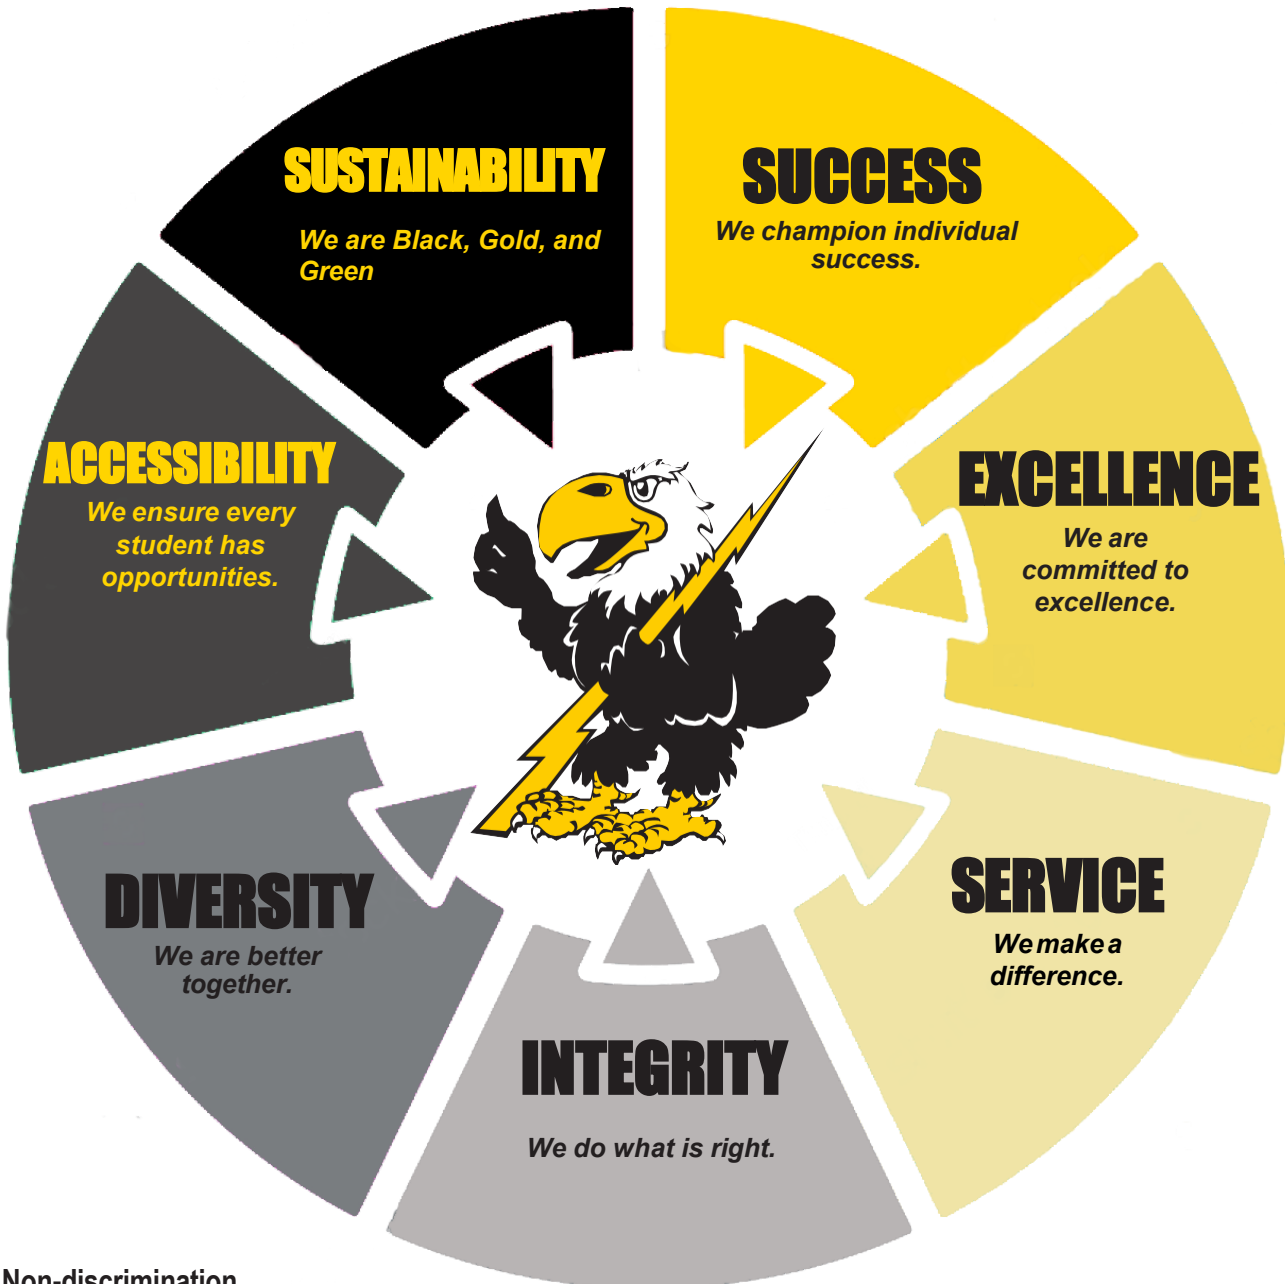 SUSTAINABILITY
We are Black, Gold, and
Green
SUCCESS
We champion individual
success.
ACCESSIBILITY
We ensure every
student has
opportunities.
EXCELLENCE
We are
committed to
excellence.
DIVERSITY
We are better
together.
SERVICE
We make a
difference.
INTEGRITY
We do what is right.
Non-discrimination